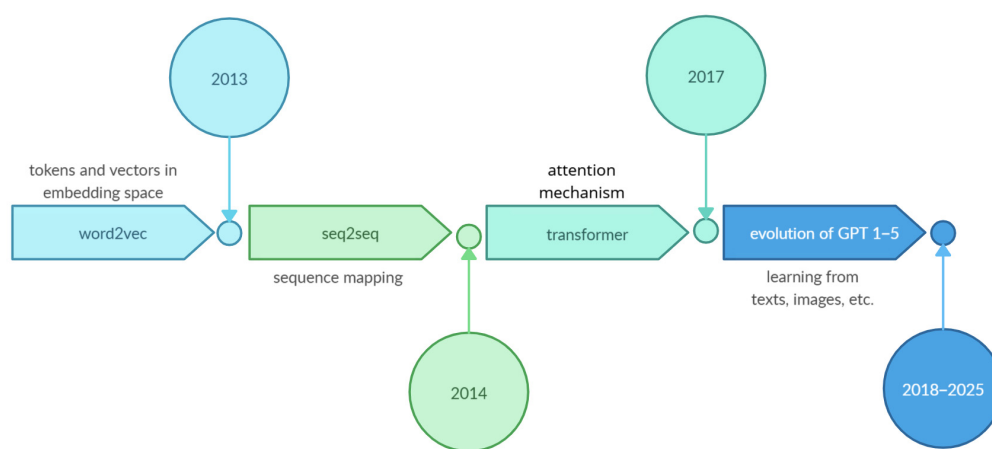 2013
2017
tokens and vectors in
embedding space
attention
mechanism
word2vec
seq2seq
transformer
evolution of GPT 1–5
sequence mapping
learning from
texts, images, etc.
2014
2018–2025